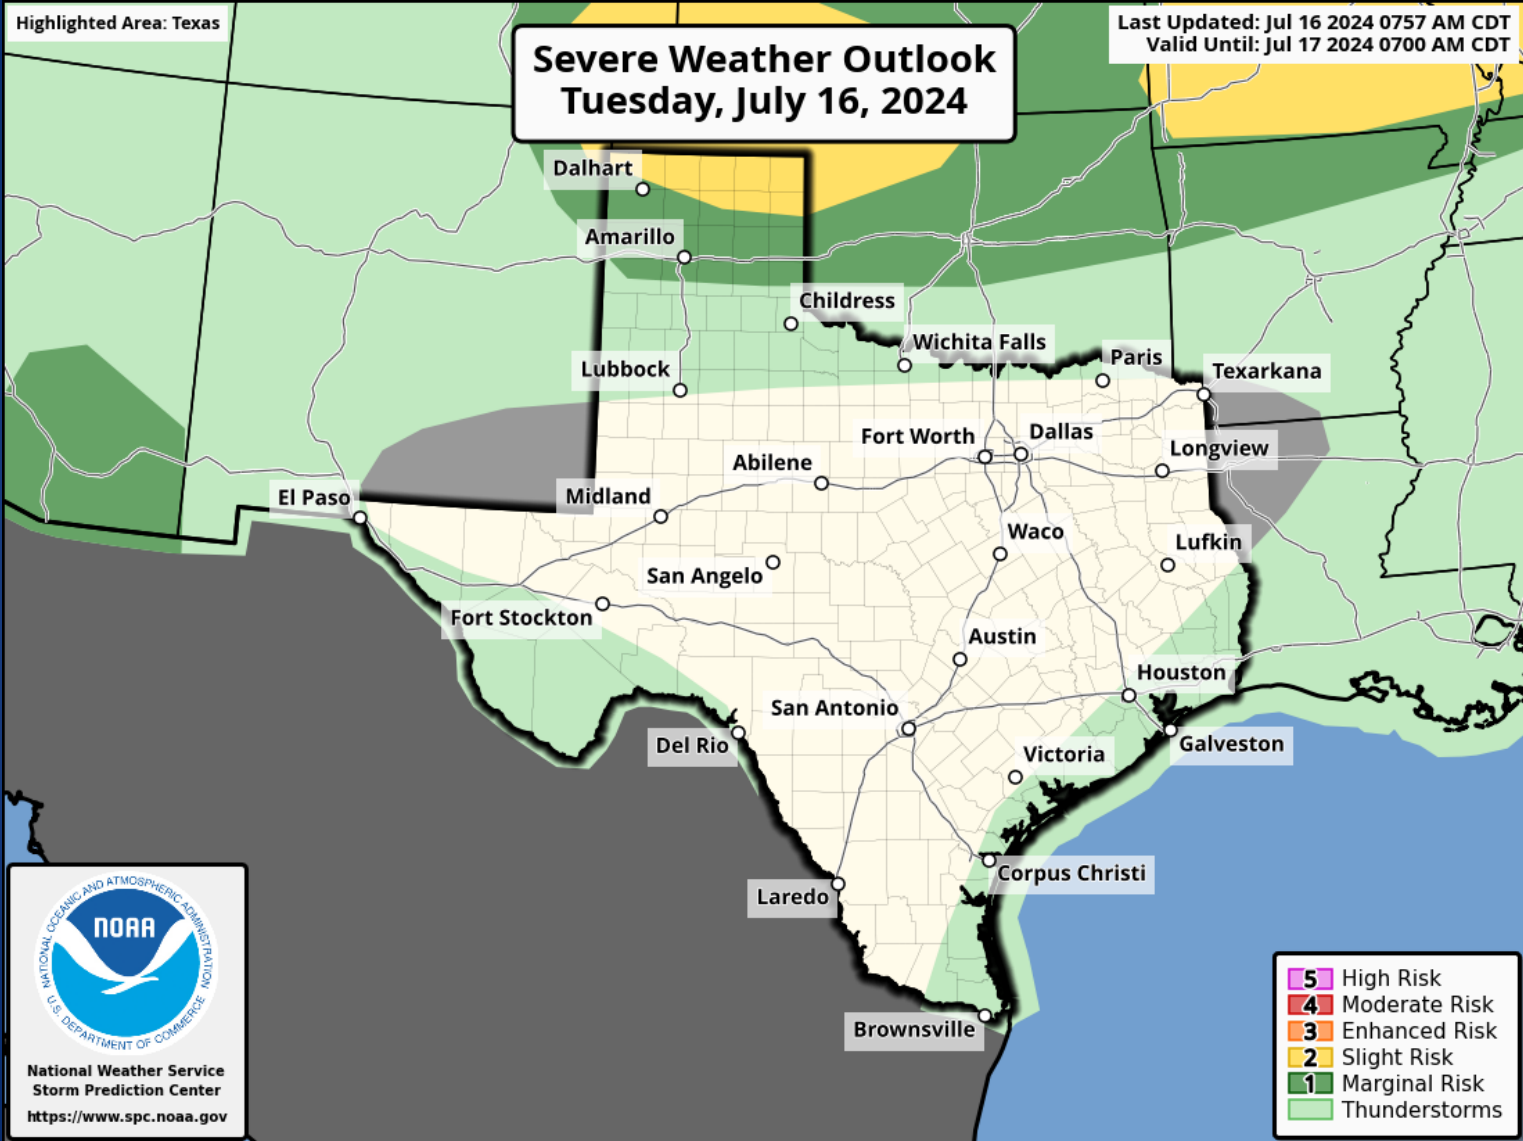 Highlighted Area: Texas
Severe Weather Outlook
Tuesday, July 16, 2024
Last Updated: Jul 16 2024 0757 AM CDT
Valid Until: Jul 17 2024 0700 AM CDT
Dalhart
Amarillo
Childress
Wichita Falls
Paris
Lubbock
Texarkana
Fort Worth
Dallas
Longview
Abilene
El Paso
Midland
Waco
Lufkin
San Angelo
Fort Stockton
Austin
Houston
San Antonio
Del Rio
Galveston
Victoria
Corpus Christi
Laredo
Brownsville
NATIONAL OCEANIC AND ATMOSPHERIC ADMINISTRATION
NOAA
U.S. DEPARTMENT OF COMMERCE
National Weather Service
Storm Prediction Center
https://www.spc.noaa.gov
5 High Risk
4 Moderate Risk
3 Enhanced Risk
2 Slight Risk
1 Marginal Risk
Thunderstorms